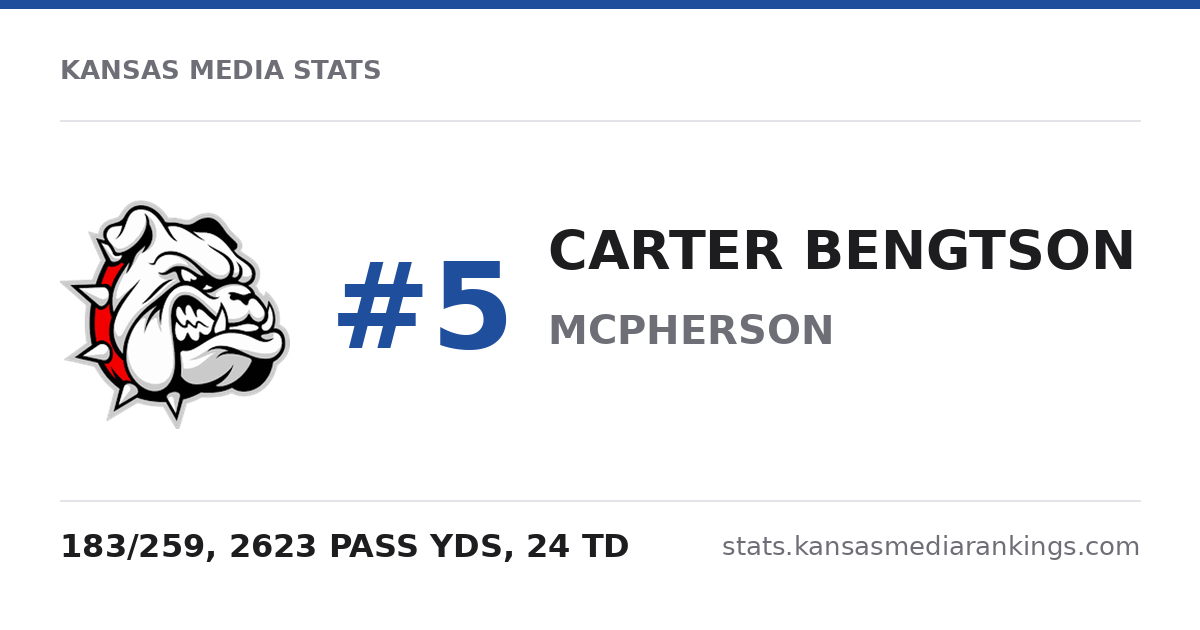 KANSAS MEDIA STATS
#5
CARTER BENGTSON
MCPHERSON
183/259, 2623 PASS YDS, 24 TD
stats.kansasmediarankings.com